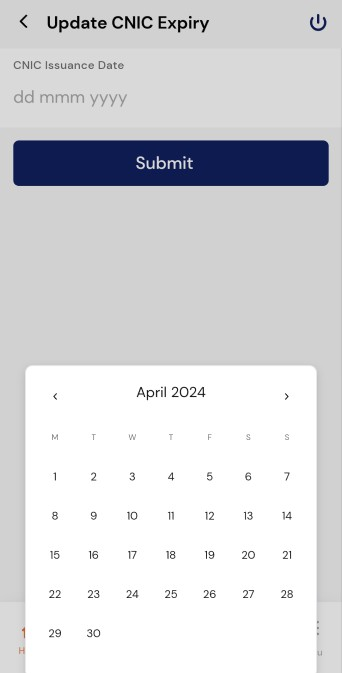 Update CNIC Expiry
CNIC Issuance Date
dd mmm yyyy
Submit
‹ April 2024 ›
M T W T F S S
1 2 3 4 5 6 7
8 9 10 11 12 13 14
15 16 17 18 19 20 21
22 23 24 25 26 27 28
29 30
H u